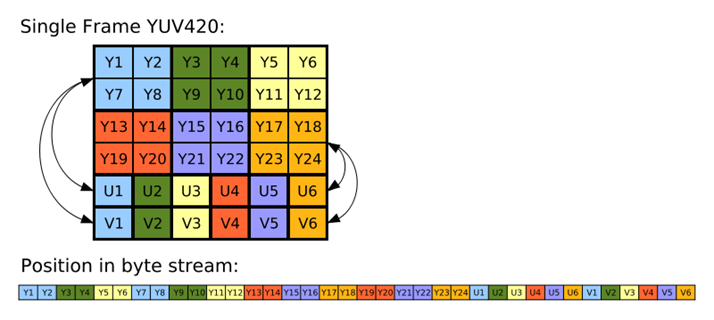 Single Frame YUV420:
Y1 Y2 Y3 Y4 Y5 Y6
Y7 Y8 Y9 Y10 Y11 Y12
Y13 Y14 Y15 Y16 Y17 Y18
Y19 Y20 Y21 Y22 Y23 Y24
U1 U2 U3 U4 U5 U6
V1 V2 V3 V4 V5 V6
Position in byte stream:
Y1 Y2 Y3 Y4 Y5 Y6 Y7 Y8 Y9 Y10 Y11 Y12 Y13 Y14 Y15 Y16 Y17 Y18 Y19 Y20 Y21 Y22 Y23 Y24 U1 U2 U3 U4 U5 U6 V1 V2 V3 V4 V5 V6